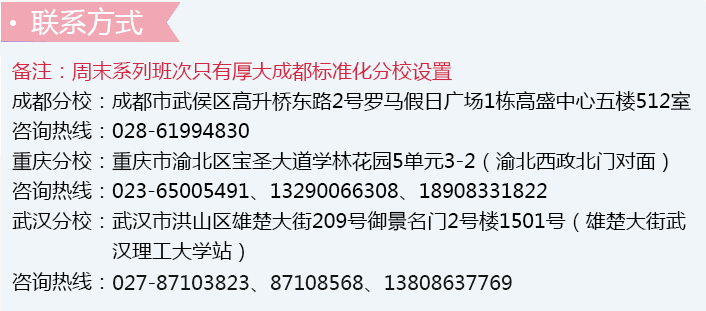 • 联系方式
备注：周末系列班次只有厚大成都标准化分校设置
成都分校：成都市武侯区高升桥东路2号罗马假日广场1栋高盛中心五楼512室
咨询热线：028-61994830
重庆分校：重庆市渝北区宝圣大道学林花园5单元3-2（渝北西政北门对面）
咨询热线：023-65005491、13290066308、18908331822
武汉分校：武汉市洪山区雄楚大街209号御景名门2号楼1501号（雄楚大街武
汉理工大学站）
咨询热线：027-87103823、87108568、13808637769